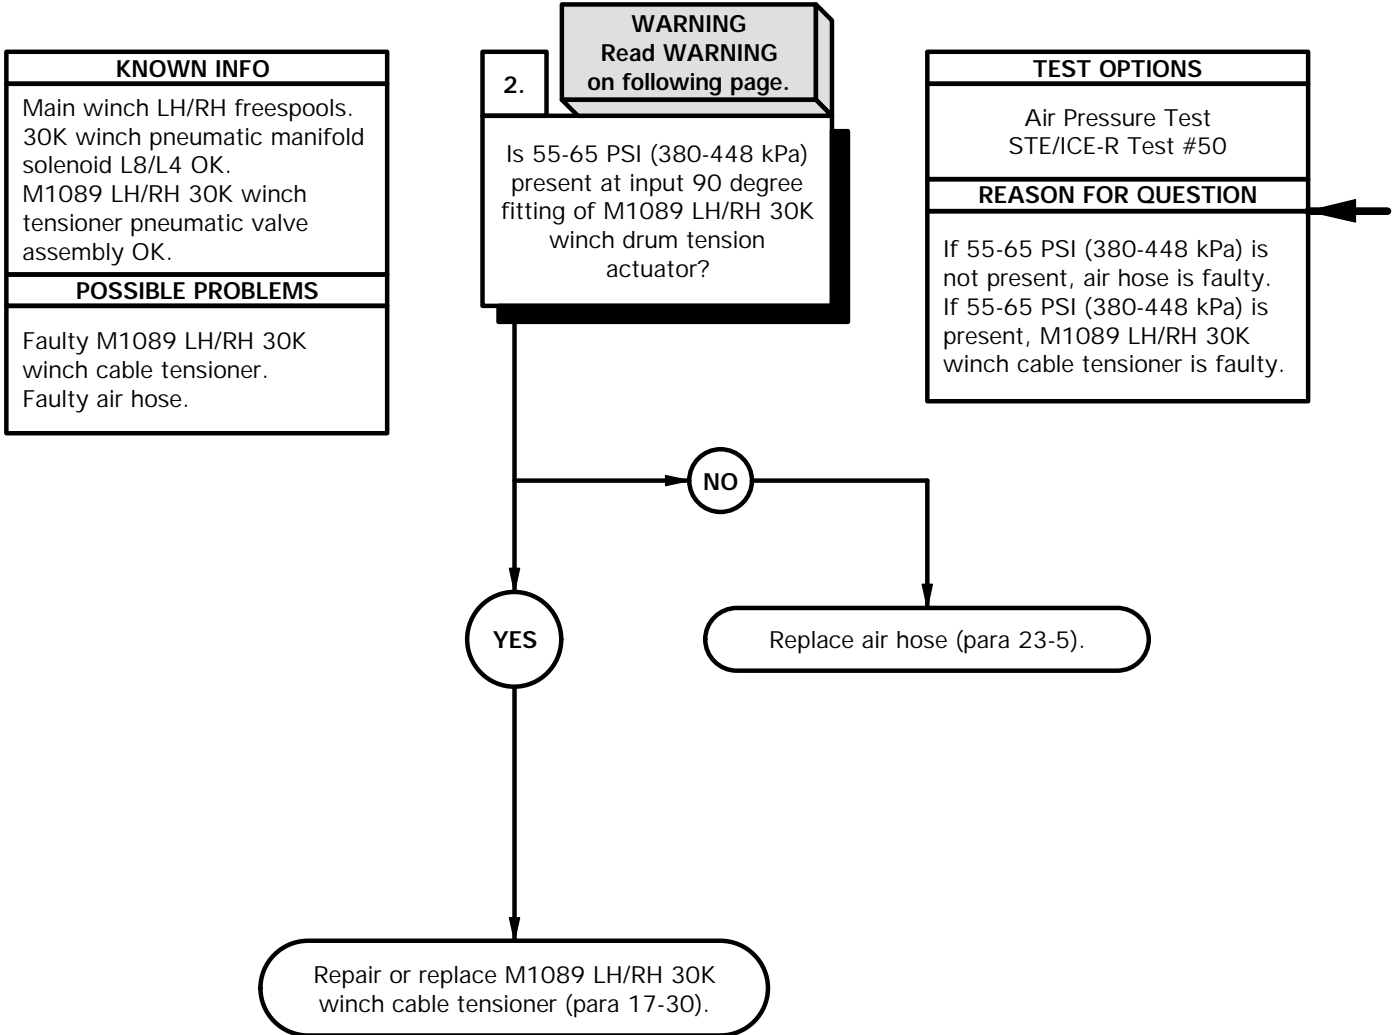 KNOWN INFO
Main winch LH/RH freespools.
30K winch pneumatic manifold
solenoid L8/L4 OK.
M1089 LH/RH 30K winch
tensioner pneumatic valve
assembly OK.
POSSIBLE PROBLEMS
Faulty M1089 LH/RH 30K
winch cable tensioner.
Faulty air hose.
WARNING
Read WARNING
on following page.
2.
Is 55-65 PSI (380-448 kPa)
present at input 90 degree
fitting of M1089 LH/RH 30K
winch drum tension
actuator?
TEST OPTIONS
Air Pressure Test
STE/ICE-R Test #50
REASON FOR QUESTION
If 55-65 PSI (380-448 kPa) is
not present, air hose is faulty.
If 55-65 PSI (380-448 kPa) is
present, M1089 LH/RH 30K
winch cable tensioner is faulty.
NO
YES
Replace air hose (para 23-5).
Repair or replace M1089 LH/RH 30K
winch cable tensioner (para 17-30).